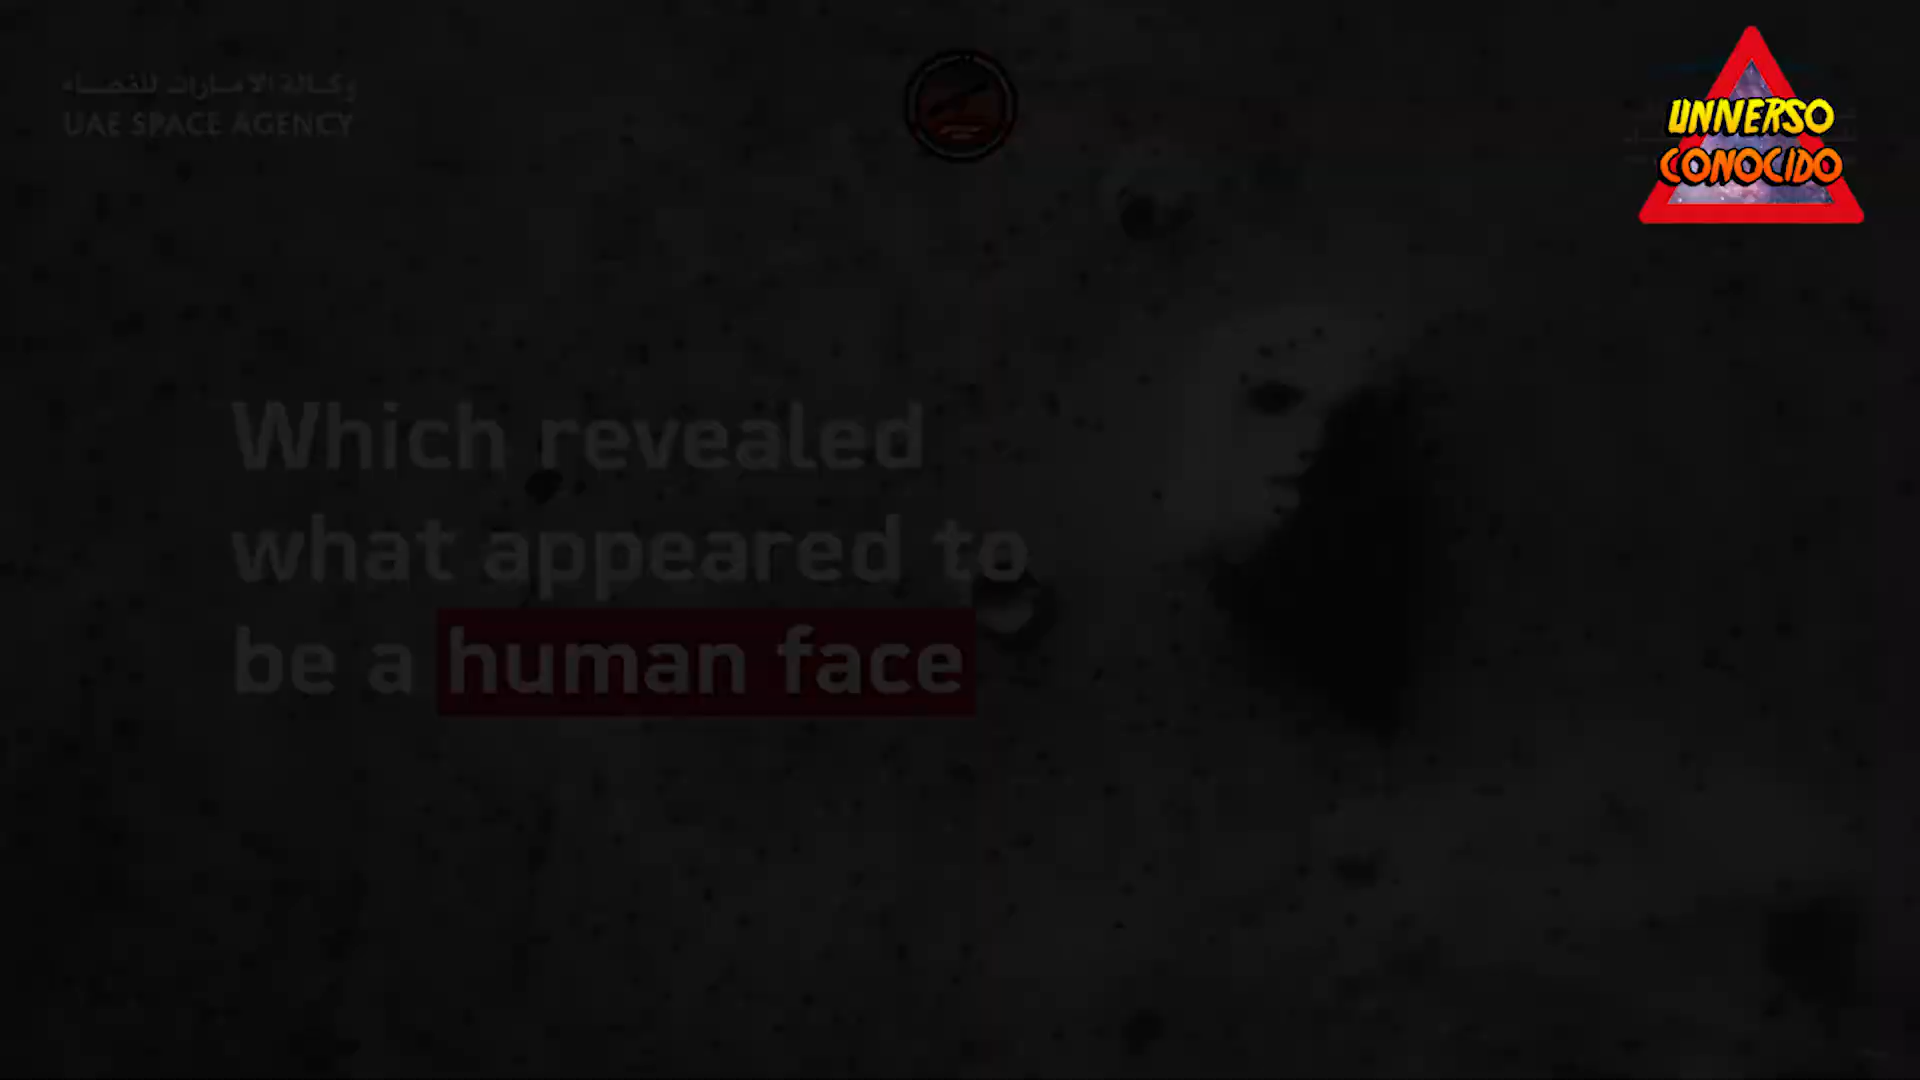 وكالة الإمارات للفضاء
UAE SPACE AGENCY
UNIVERSO
CONOCIDO
Which revealed
what appeared to
be a human face